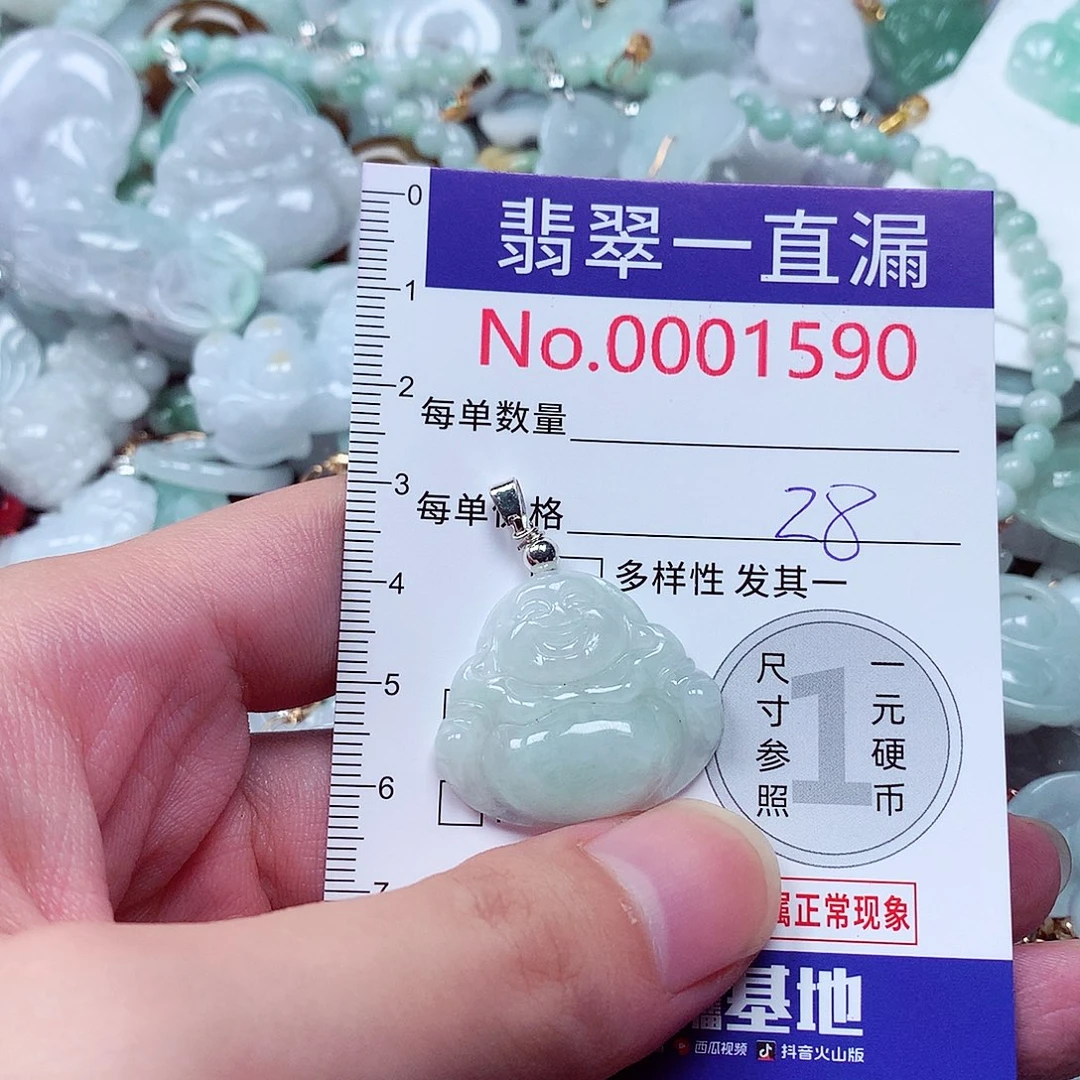 0
翡翠一直漏
1
No.0001590
2
每单数量
3
每单 格
28
4
多样性 发其一
5
尺寸参照
1
一元硬币
6
属正常现象
基地
西瓜视频 抖音火山版